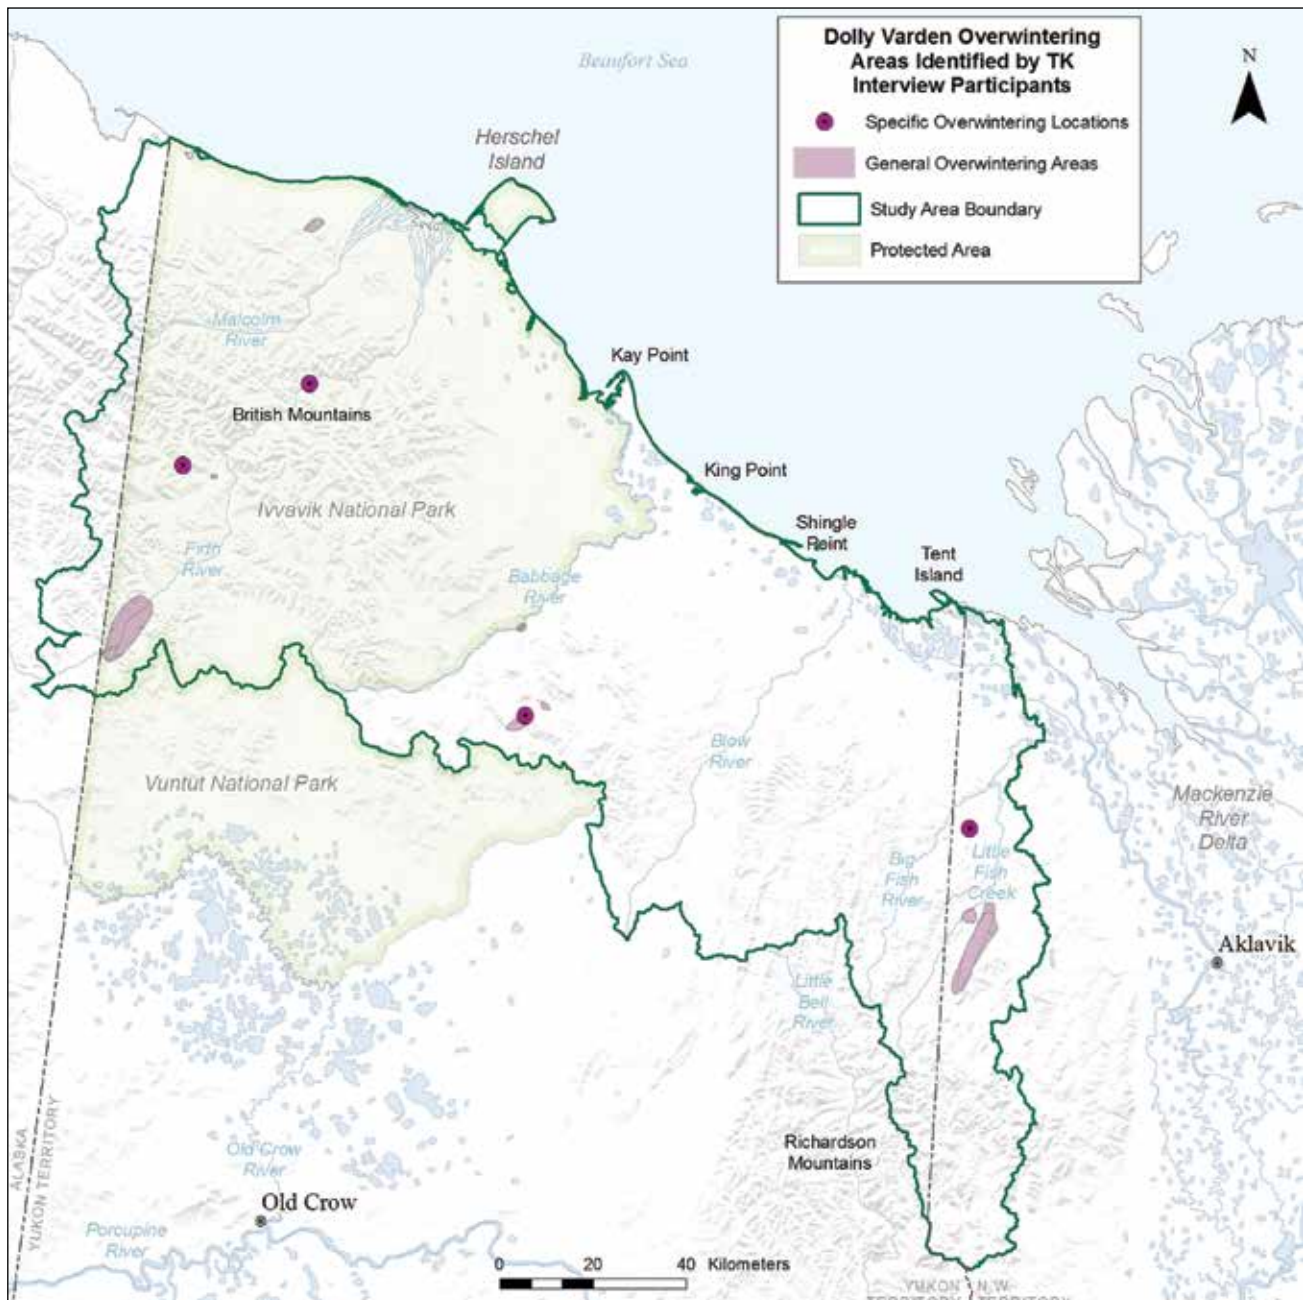 Dolly Varden Overwintering
Areas Identified by TK
Interview Participants
Specific Overwintering Locations
General Overwintering Areas
Study Area Boundary
Protected Area
N
Beaufort Sea
Herschel
Island
Malcolm
River
Kay Point
British Mountains
King Point
Ivvavik National Park
Shingle
Point
Firth
River
Babbage
River
Tent
Island
Blow
River
Vuntut National Park
Mackenzie
River
Delta
Big
Fish
River
Little
Fish
Creek
Aklavik
Little
Bell
River
ALASKA
YUKON TERRITORY
Old Crow
River
Richardson
Mountains
Old Crow
Porcupine
River
0 20 40 Kilometers
YUKON N.W.
TERRITORY TERRITORY